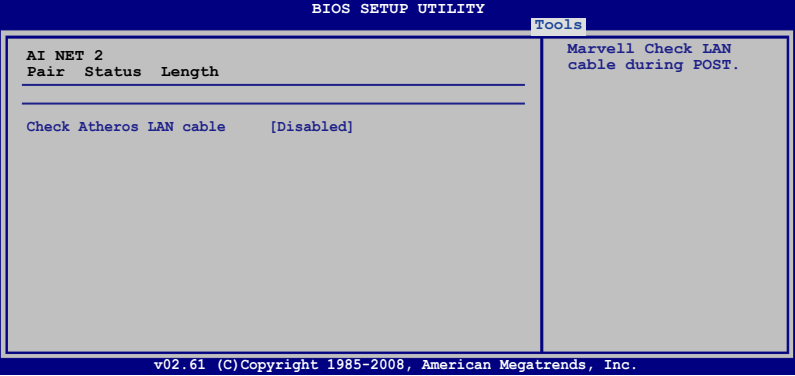 BIOS SETUP UTILITY
Tools
AI NET 2
Pair Status Length
Check Atheros LAN cable [Disabled]
Marvell Check LAN
cable during POST.
v02.61 (C)Copyright 1985-2008, American Megatrends, Inc.